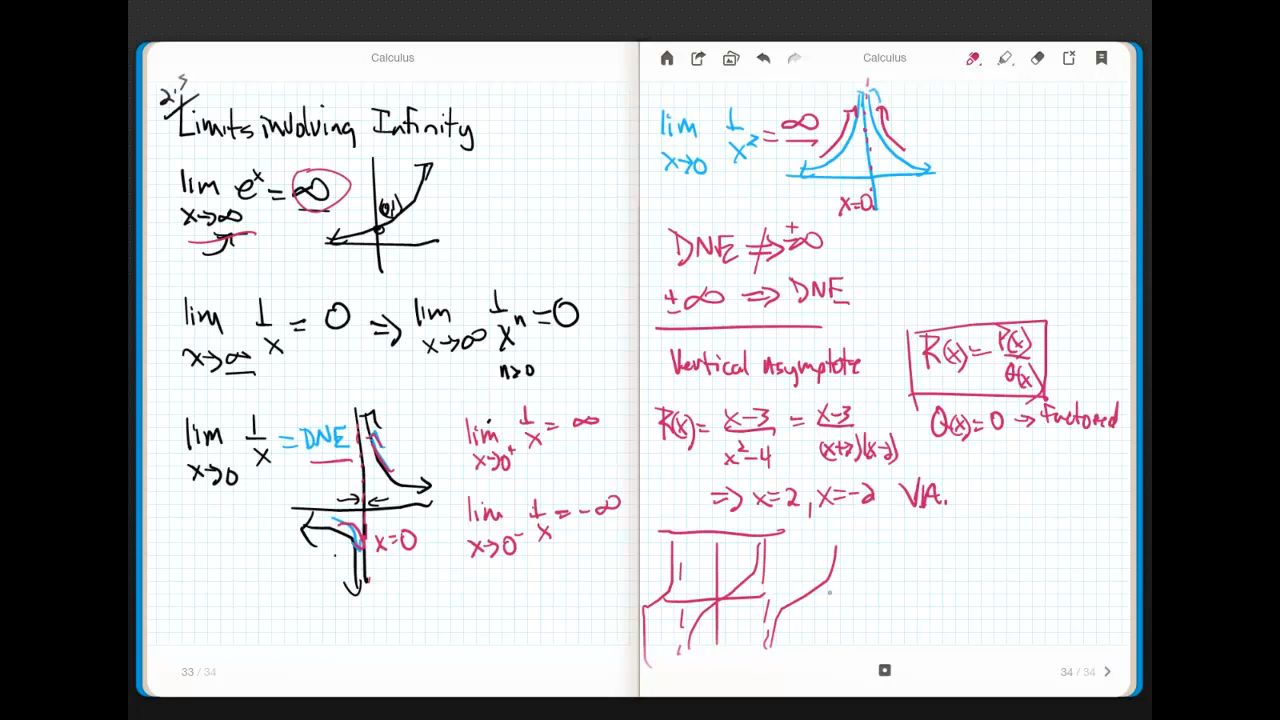 Calculus
2.5
Limits involving Infinity
lim x→∞ e^x = ∞
(0,1)
lim x→∞ 1/x = 0 ⇒ lim x→∞ 1/x^n = 0
n>0
lim x→0 1/x = DNE
lim x→0⁺ 1/x = ∞
lim x→0⁻ 1/x = -∞
x=0
33 / 34
Calculus
lim x→0 1/x² = ∞
x=0
DNE ⇏ ±∞
±∞ ⇒ DNE
Vertical Asymptote
R(x) = P(x)/Q(x)
Q(x)=0 → Factored
R(x) = x-3/x²-4 = x-3/(x+2)(x-2)
⇒ x=2, x=-2 V.A.
34 / 34